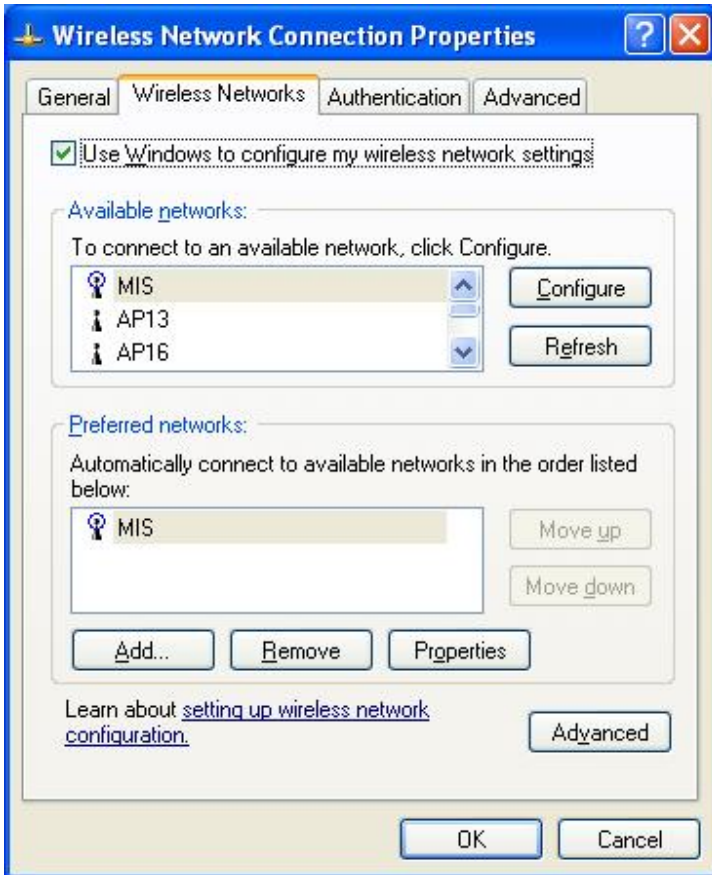 Wireless Network Connection Properties
General Wireless Networks Authentication Advanced
Use Windows to configure my wireless network settings
Available networks:
To connect to an available network, click Configure.
MIS
AP13
AP16
Configure
Refresh
Preferred networks:
Automatically connect to available networks in the order listed
below:
MIS
Move up
Move down
Add... Remove Properties
Learn about setting up wireless network
configuration.
Advanced
OK Cancel